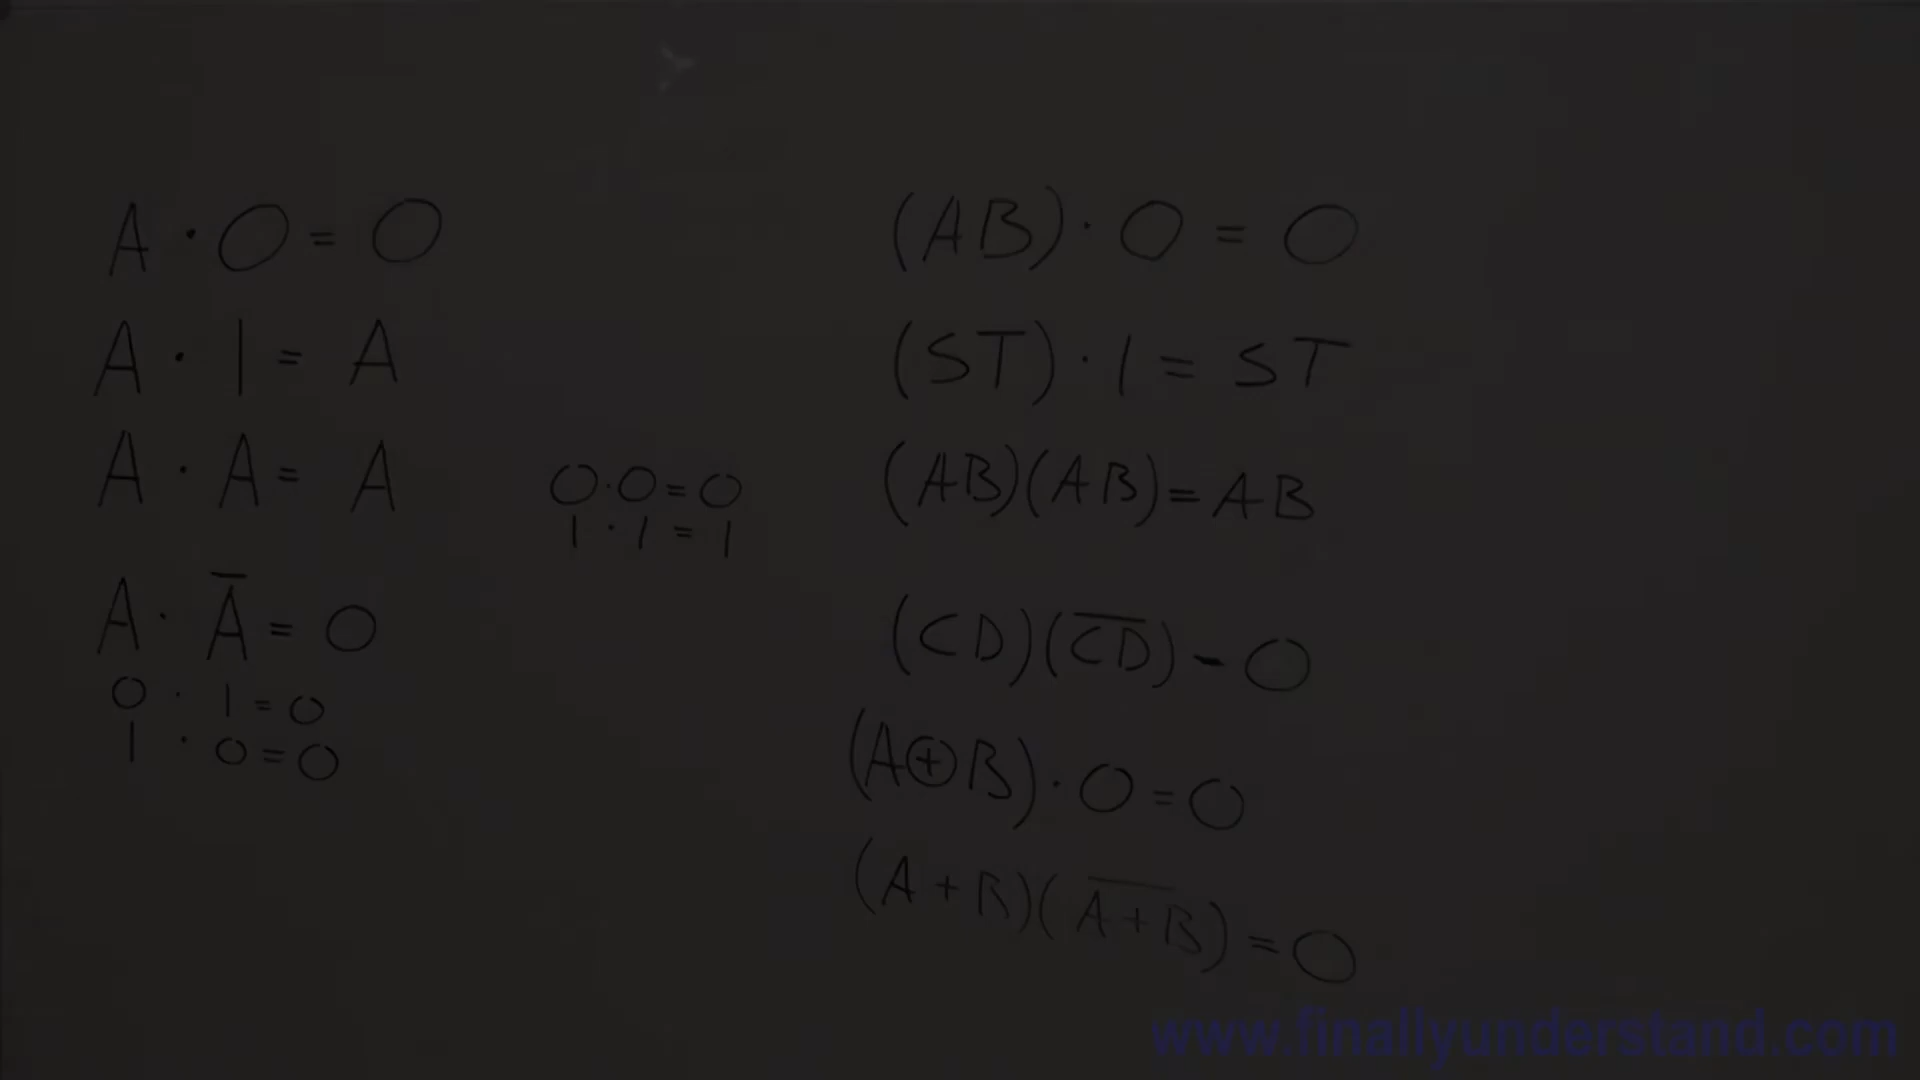 A · 0 = 0
A · 1 = A
A · A = A
0 · 0 = 0
1 · 1 = 1
A · A̅ = 0
0 · 1 = 0
1 · 0 = 0
(AB) · 0 = 0
(ST) · 1 = ST
(AB)(AB) = AB
(CD)(C̅D̅) - 0
(A⊕B) · 0 = 0
(A + B)(A̅ ̅+̅ ̅B̅) = 0
www.finallyunderstand.com